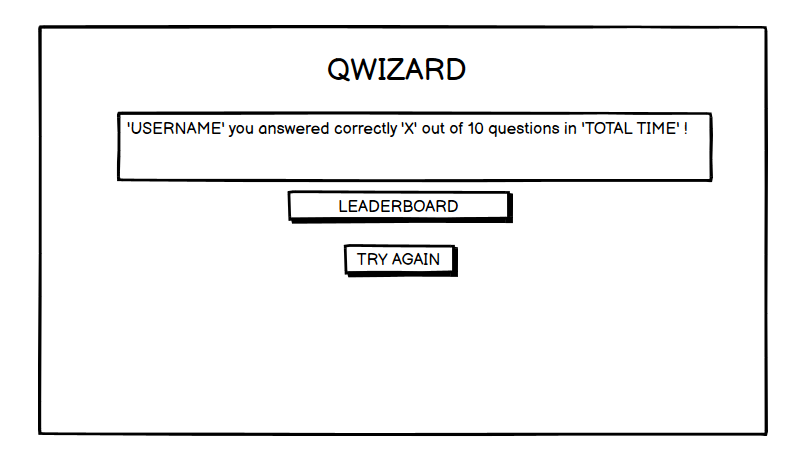 QWIZARD
'USERNAME' you answered correctly 'X' out of 10 questions in 'TOTAL TIME' !
LEADERBOARD
TRY AGAIN